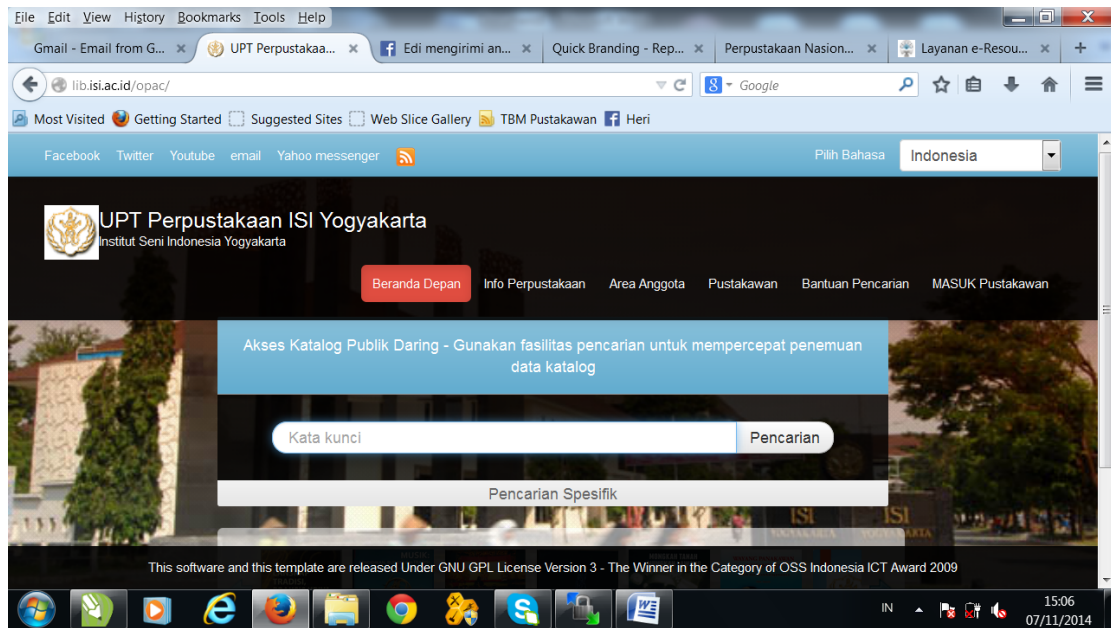 File Edit View History Bookmarks Tools Help
Gmail - Email from G... UPT Perpustakaa... Edi mengirimi an... Quick Branding - Rep... Perpustakaan Nasion... Layanan e-Resou...
lib.isi.ac.id/opac/ Google
Most Visited Getting Started Suggested Sites Web Slice Gallery TBM Pustakawan Heri
Facebook Twitter Youtube email Yahoo messenger Pilih Bahasa Indonesia
UPT Perpustakaan ISI Yogyakarta
Institut Seni Indonesia Yogyakarta
Beranda Depan Info Perpustakaan Area Anggota Pustakawan Bantuan Pencarian MASUK Pustakawan
Akses Katalog Publik Daring - Gunakan fasilitas pencarian untuk mempercepat penemuan
data katalog
Kata kunci Pencarian
Pencarian Spesifik
ISI ISI
YOGYAKARTA
This software and this template are released Under GNU GPL License Version 3 - The Winner in the Category of OSS Indonesia ICT Award 2009
IN 15:06
07/11/2014